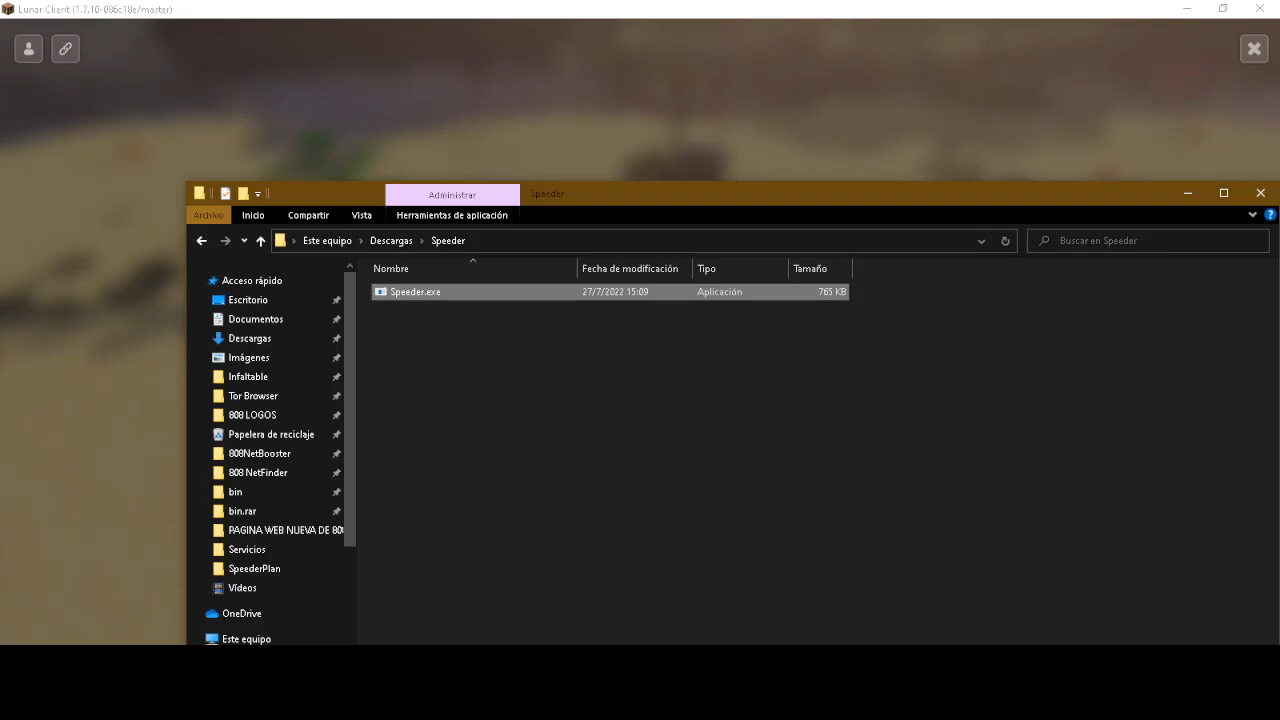 Lunar Client (1.7.10-086c18e/master)
Administrar
Speeder
Archivo
Inicio
Compartir
Vista
Herramientas de aplicación
Este equipo
Descargas
Speeder
Buscar en Speeder
Nombre
Fecha de modificación
Tipo
Tamaño
Speeder.exe
27/7/2022 15:09
Aplicación
765 KB
Acceso rápido
Escritorio
Documentos
Descargas
Imágenes
Infaltable
Tor Browser
808 LOGOS
Papelera de reciclaje
808NetBooster
808 NetFinder
bin
bin.rar
PAGINA WEB NUEVA DE 808
Servicios
SpeederPlan
Vídeos
OneDrive
Este equipo